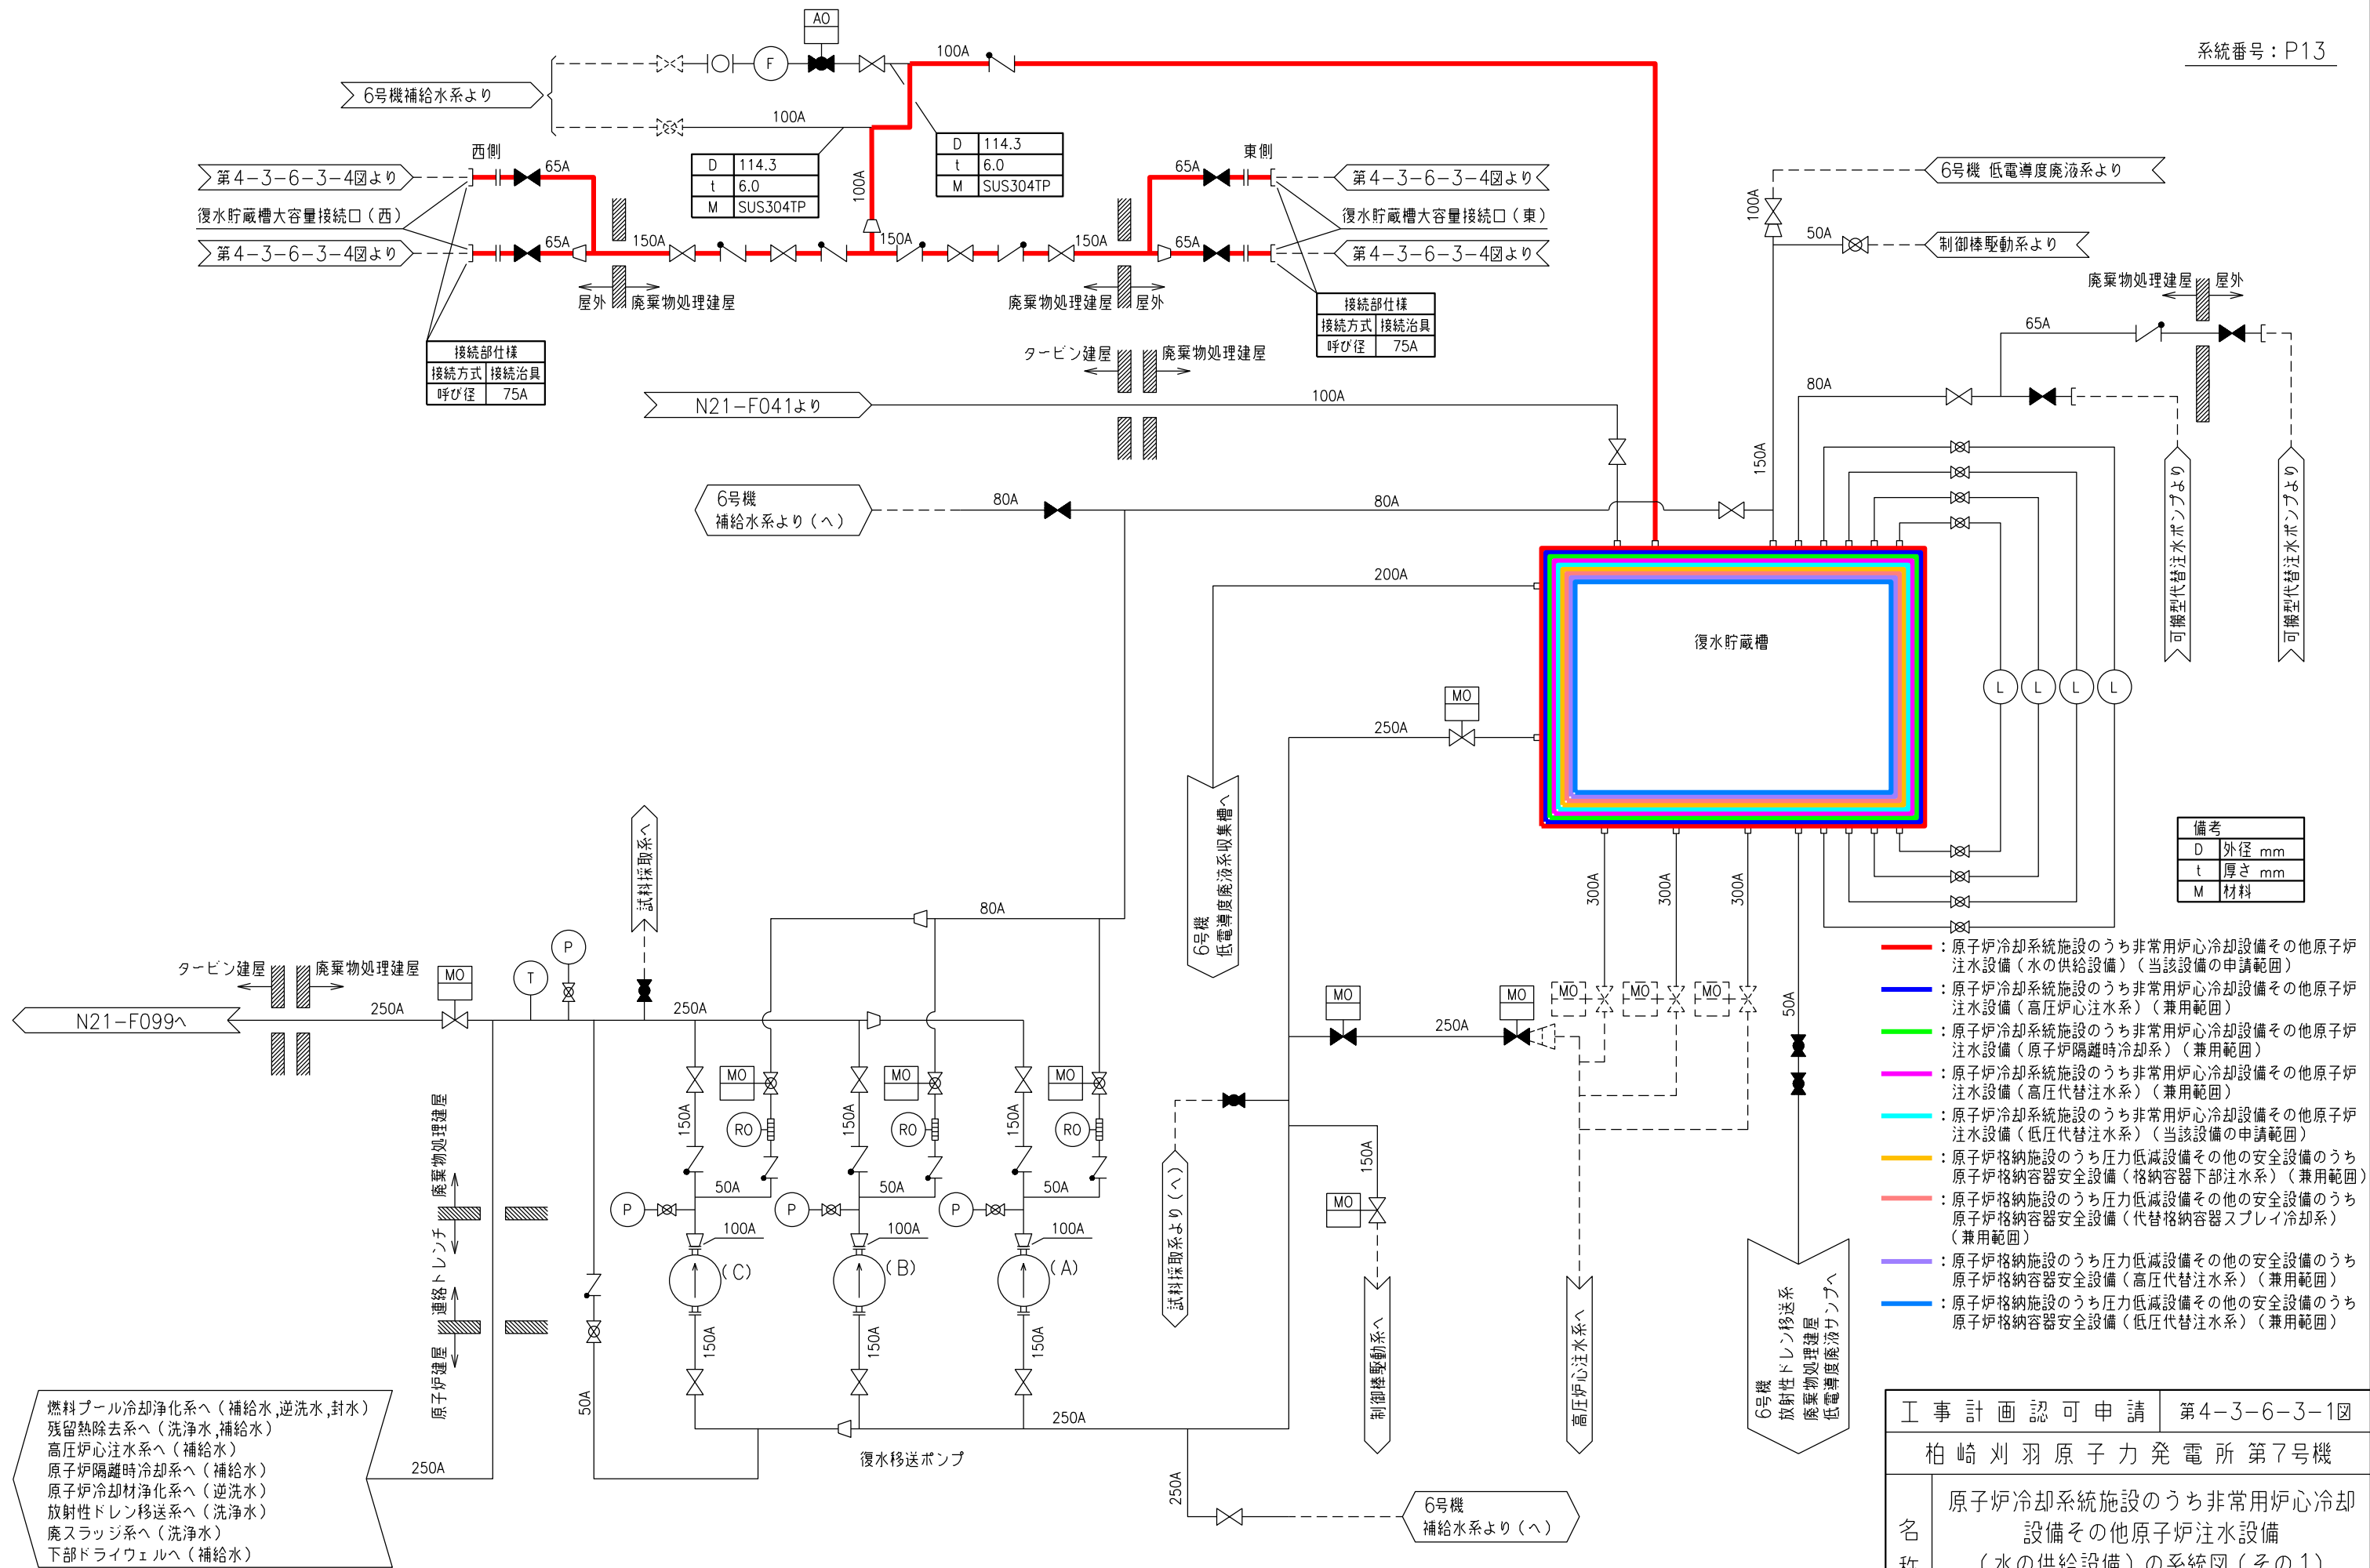 系統番号：P13
AO
F
100A
6号機補給水系より
100A
D 114.3
t 6.0
M SUS304TP
D 114.3
t 6.0
M SUS304TP
100A
西側
東側
第4-3-6-3-4図より
65A
65A
第4-3-6-3-4図より
復水貯蔵槽大容量接続口（西）
復水貯蔵槽大容量接続口（東）
第4-3-6-3-4図より
65A
150A
150A
150A
65A
第4-3-6-3-4図より
屋外
廃棄物処理建屋
廃棄物処理建屋
屋外
接続部仕様
接続方式 接続治具
呼び径 75A
接続部仕様
接続方式 接続治具
呼び径 75A
6号機 低電導度廃液系より
100A
50A
制御棒駆動系より
廃棄物処理建屋
屋外
65A
80A
150A
可搬型代替注水ポンプより
可搬型代替注水ポンプより
タービン建屋
廃棄物処理建屋
N21-F041より
100A
6号機
補給水系より（へ）
80A
80A
200A
復水貯蔵槽
L
L
L
L
MO
250A
6号機
低電導度廃液系収集槽へ
300A
300A
300A
備考
D 外径 mm
t 厚さ mm
M 材料
試料採取系へ
80A
タービン建屋
廃棄物処理建屋
MO
T
P
N21-F099へ
250A
250A
MO
MO
MO
MO
MO
250A
50A
MO
MO
MO
150A
150A
150A
RO
RO
RO
50A
50A
50A
P
P
P
100A
100A
100A
(C)
(B)
(A)
150A
150A
150A
廃棄物処理建屋
連絡トレンチ
原子炉建屋
50A
250A
復水移送ポンプ
試料採取系より（へ）
150A
MO
制御棒駆動系へ
高圧炉心注水系へ
6号機
放射性ドレン移送系
廃棄物処理建屋
低電導度廃液サンプへ
燃料プール冷却浄化系へ（補給水,逆洗水,封水）
残留熱除去系へ（洗浄水,補給水）
高圧炉心注水系へ（補給水）
原子炉隔離時冷却系へ（補給水）
原子炉冷却材浄化系へ（逆洗水）
放射性ドレン移送系へ（洗浄水）
廃スラッジ系へ（洗浄水）
下部ドライウェルへ（補給水）
250A
250A
6号機
補給水系より（へ）
：原子炉冷却系統施設のうち非常用炉心冷却設備その他原子炉
注水設備（水の供給設備）（当該設備の申請範囲）
：原子炉冷却系統施設のうち非常用炉心冷却設備その他原子炉
注水設備（高圧炉心注水系）（兼用範囲）
：原子炉冷却系統施設のうち非常用炉心冷却設備その他原子炉
注水設備（原子炉隔離時冷却系）（兼用範囲）
：原子炉冷却系統施設のうち非常用炉心冷却設備その他原子炉
注水設備（高圧代替注水系）（兼用範囲）
：原子炉冷却系統施設のうち非常用炉心冷却設備その他原子炉
注水設備（低圧代替注水系）（当該設備の申請範囲）
：原子炉格納施設のうち圧力低減設備その他の安全設備のうち
原子炉格納容器安全設備（格納容器下部注水系）（兼用範囲）
：原子炉格納施設のうち圧力低減設備その他の安全設備のうち
原子炉格納容器安全設備（代替格納容器スプレイ冷却系）
（兼用範囲）
：原子炉格納施設のうち圧力低減設備その他の安全設備のうち
原子炉格納容器安全設備（高圧代替注水系）（兼用範囲）
：原子炉格納施設のうち圧力低減設備その他の安全設備のうち
原子炉格納容器安全設備（低圧代替注水系）（兼用範囲）
工事計画認可申請 第4-3-6-3-1図
柏崎刈羽原子力発電所第7号機
名称
原子炉冷却系統施設のうち非常用炉心冷却
設備その他原子炉注水設備
（水の供給設備）の系統図（その1）